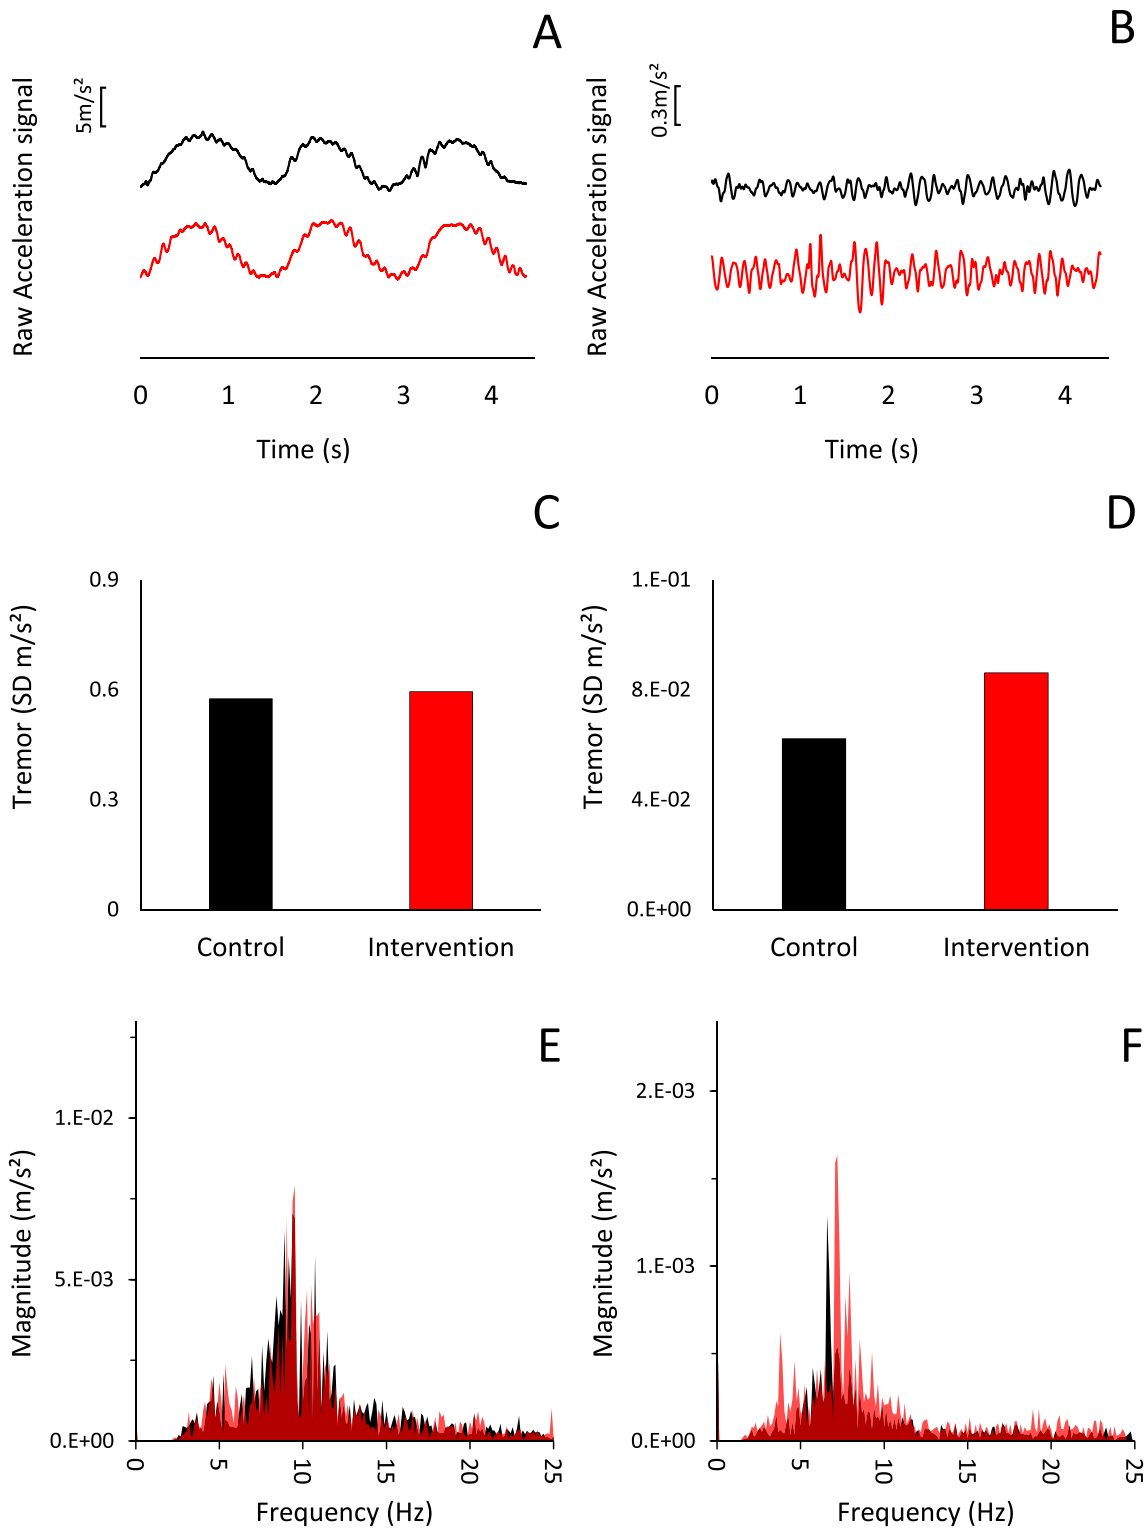 A
Raw Acceleration signal
5m/s²
0 1 2 3 4
Time (s)
B
Raw Acceleration signal
0.3m/s²
0 1 2 3 4
Time (s)
C
Tremor (SD m/s²)
0.9
0.6
0.3
0
Control Intervention
D
Tremor (SD m/s²)
1.E-01
8.E-02
4.E-02
0.E+00
Control Intervention
E
Magnitude (m/s²)
1.E-02
5.E-03
0.E+00
0 5 10 15 20 25
Frequency (Hz)
F
Magnitude (m/s²)
2.E-03
1.E-03
0.E+00
0 5 10 15 20 25
Frequency (Hz)